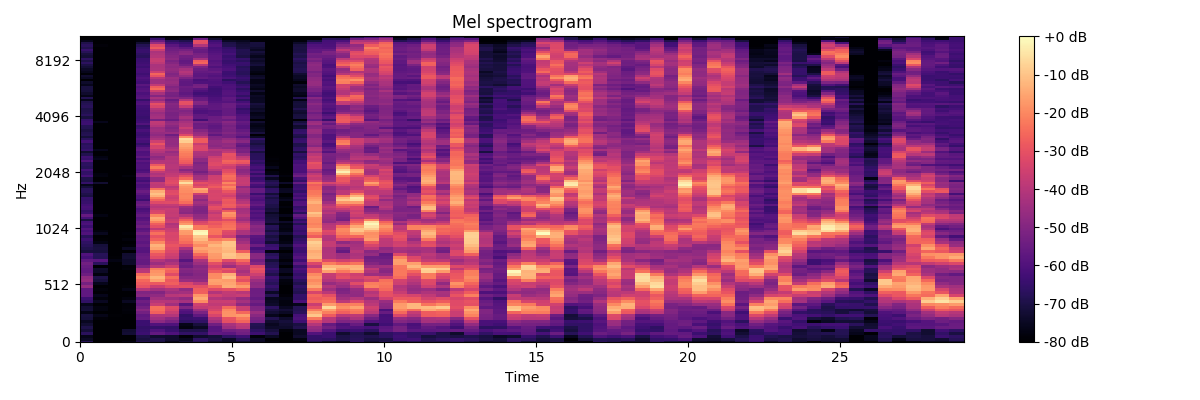 Mel spectrogram
Hz
8192
4096
2048
1024
512
0
0 5 10 15 20 25
Time
+0 dB
-10 dB
-20 dB
-30 dB
-40 dB
-50 dB
-60 dB
-70 dB
-80 dB